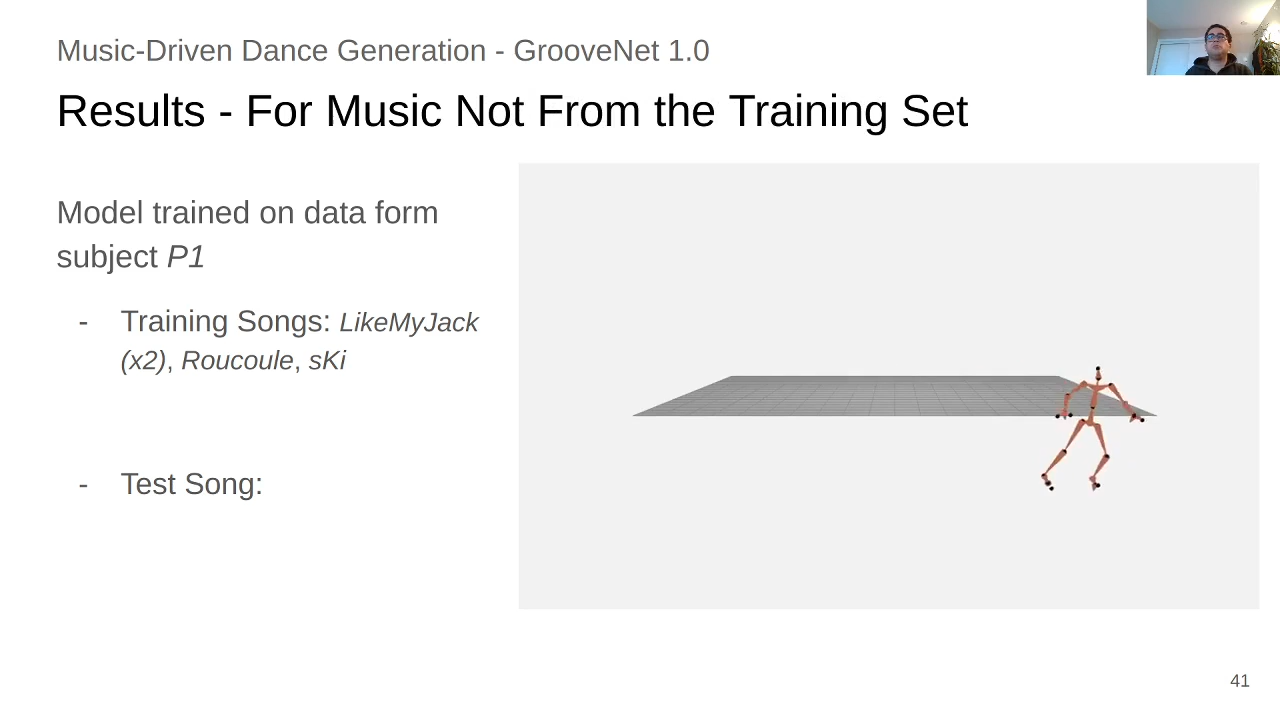 Music-Driven Dance Generation - GrooveNet 1.0
Results - For Music Not From the Training Set
Model trained on data form
subject P1
- Training Songs: LikeMyJack
(x2), Roucoule, sKi
- Test Song:
41